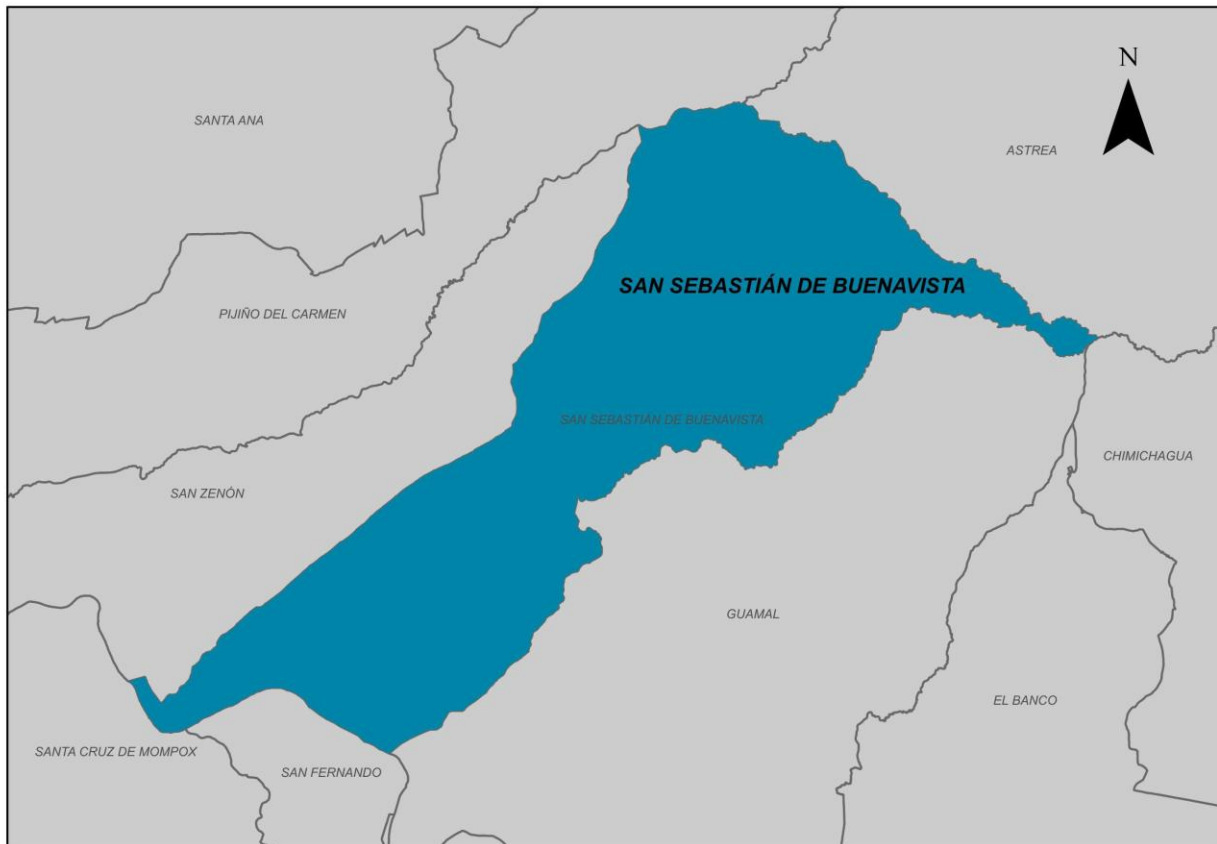 N
SANTA ANA
ASTREA
SAN SEBASTIÁN DE BUENAVISTA
PIJIÑO DEL CARMEN
SAN SEBASTIÁN DE BUENAVISTA
CHIMICHAGUA
SAN ZENÓN
GUAMAL
EL BANCO
SANTA CRUZ DE MOMPOX
SAN FERNANDO